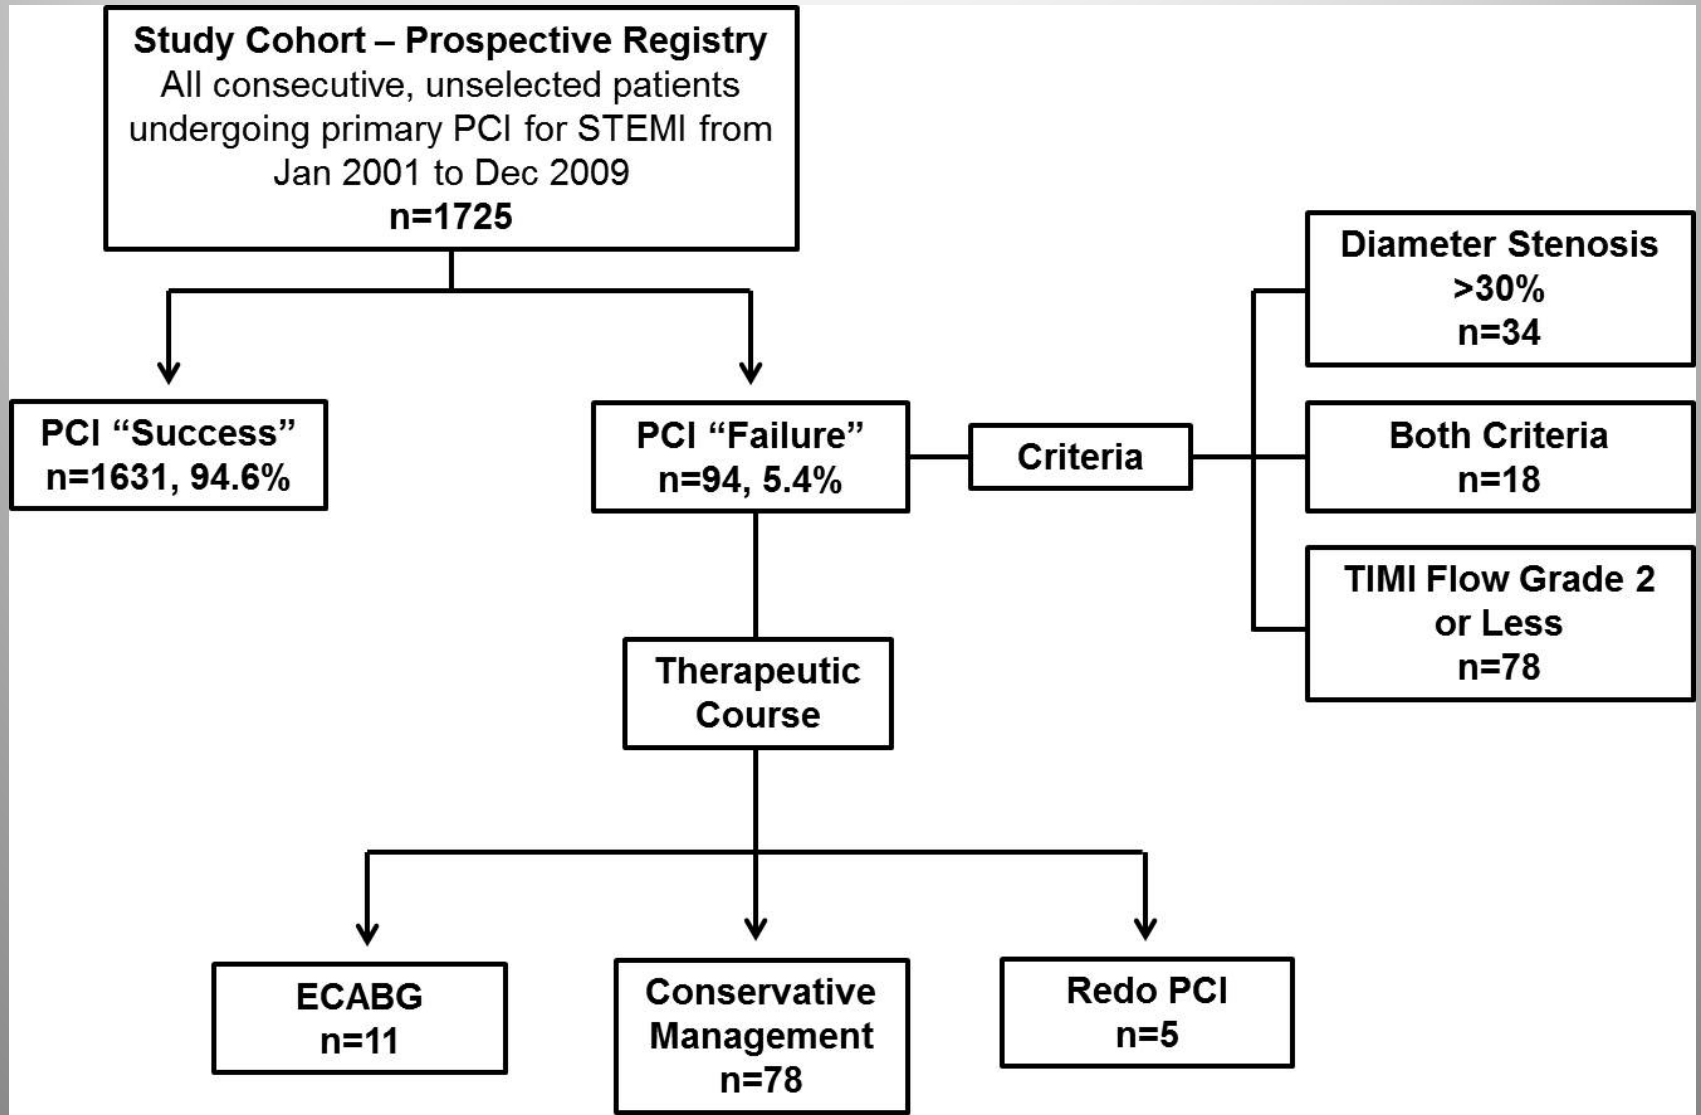 Study Cohort – Prospective Registry
All consecutive, unselected patients
undergoing primary PCI for STEMI from
Jan 2001 to Dec 2009
n=1725
PCI “Success”
n=1631, 94.6%
PCI “Failure”
n=94, 5.4%
Criteria
Diameter Stenosis
>30%
n=34
Both Criteria
n=18
TIMI Flow Grade 2
or Less
n=78
Therapeutic
Course
ECABG
n=11
Conservative
Management
n=78
Redo PCI
n=5